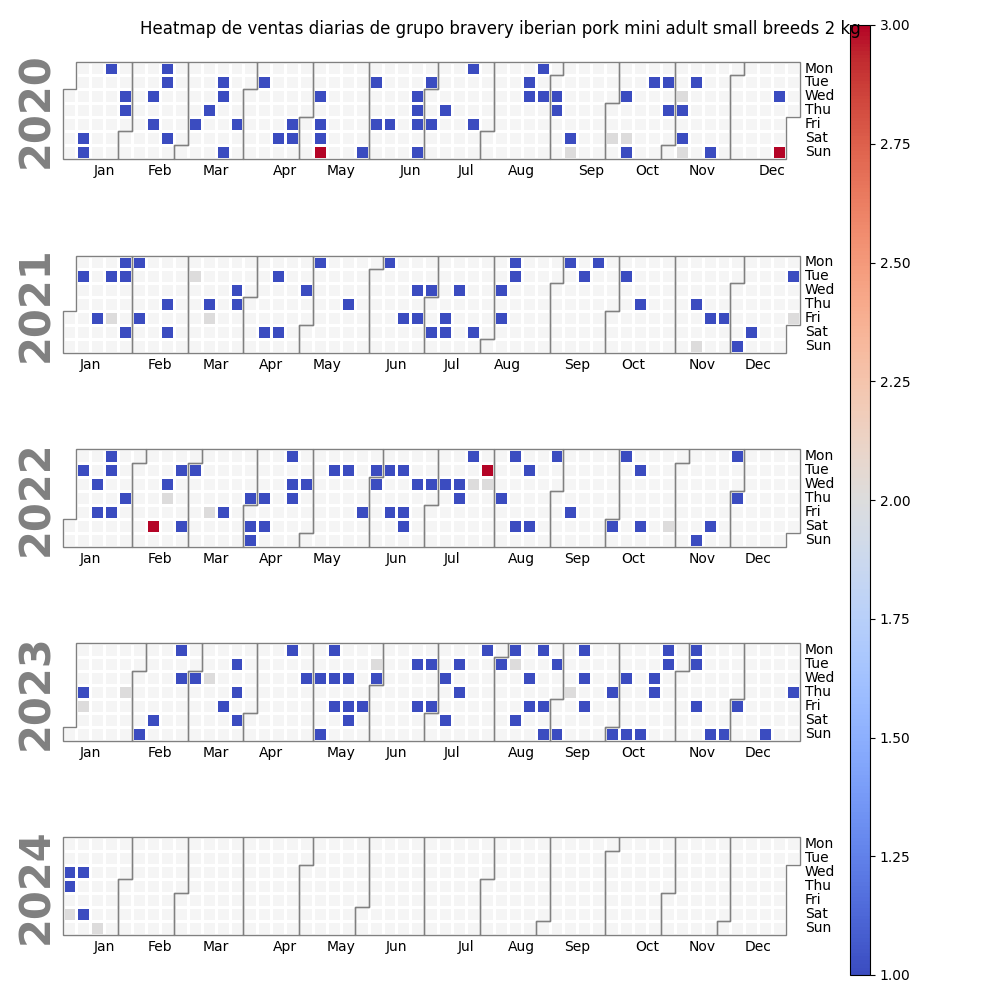 Heatmap de ventas diarias de grupo bravery iberian pork mini adult small breeds 2 kg
2020
Mon
Tue
Wed
Thu
Fri
Sat
Sun
Jan Feb Mar Apr May Jun Jul Aug Sep Oct Nov Dec
2021
Mon
Tue
Wed
Thu
Fri
Sat
Sun
Jan Feb Mar Apr May Jun Jul Aug Sep Oct Nov Dec
2022
Mon
Tue
Wed
Thu
Fri
Sat
Sun
Jan Feb Mar Apr May Jun Jul Aug Sep Oct Nov Dec
2023
Mon
Tue
Wed
Thu
Fri
Sat
Sun
Jan Feb Mar Apr May Jun Jul Aug Sep Oct Nov Dec
2024
Mon
Tue
Wed
Thu
Fri
Sat
Sun
Jan Feb Mar Apr May Jun Jul Aug Sep Oct Nov Dec
3.00
2.75
2.50
2.25
2.00
1.75
1.50
1.25
1.00